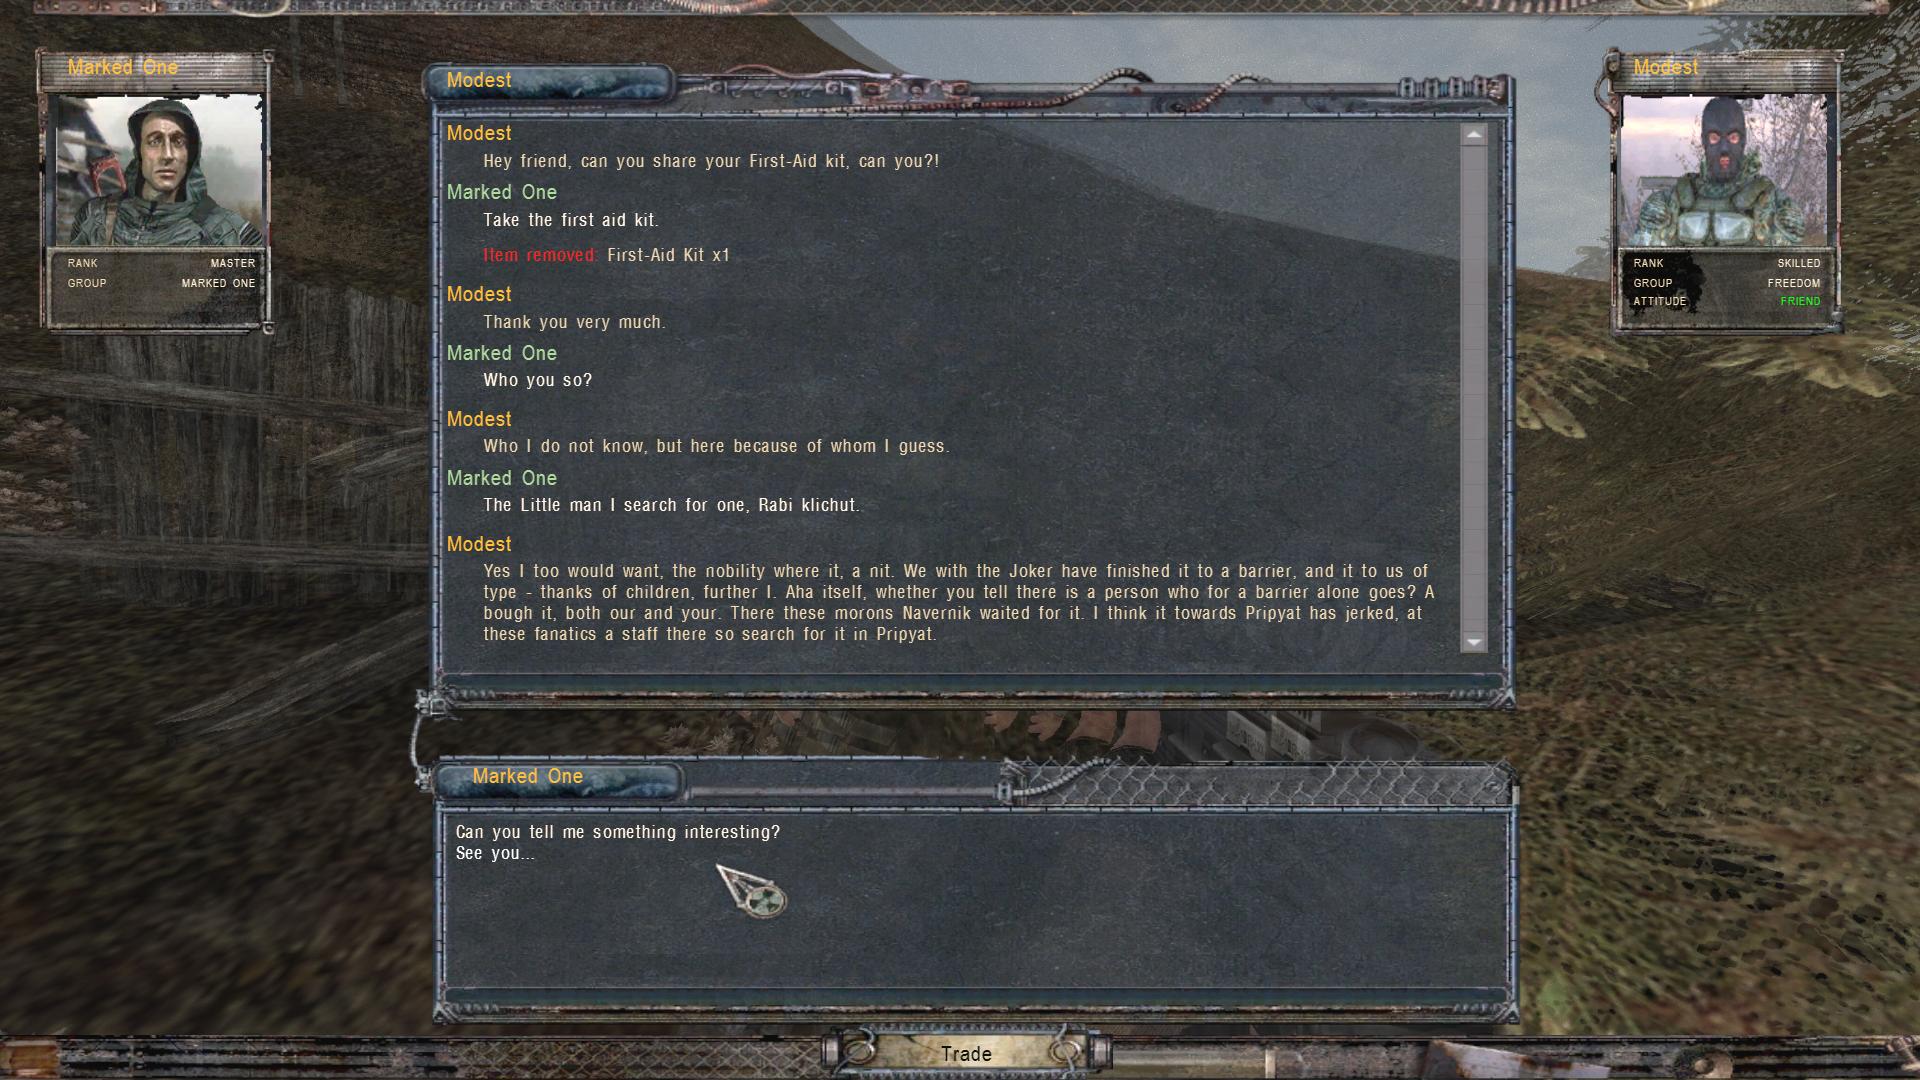 Marked One
Modest
Modest
RANK MASTER
GROUP MARKED ONE
RANK SKILLED
GROUP FREEDOM
ATTITUDE FRIEND
Modest
Hey friend, can you share your First-Aid kit, can you?!
Marked One
Take the first aid kit.
Item removed: First-Aid Kit x1
Modest
Thank you very much.
Marked One
Who you so?
Modest
Who I do not know, but here because of whom I guess.
Marked One
The Little man I search for one, Rabi klichut.
Modest
Yes I too would want, the nobility where it, a nit. We with the Joker have finished it to a barrier, and it to us of
type - thanks of children, further I. Aha itself, whether you tell there is a person who for a barrier alone goes? A
bough it, both our and your. There these morons Navernik waited for it. I think it towards Pripyat has jerked, at
these fanatics a staff there so search for it in Pripyat.
Marked One
Can you tell me something interesting?
See you...
Trade